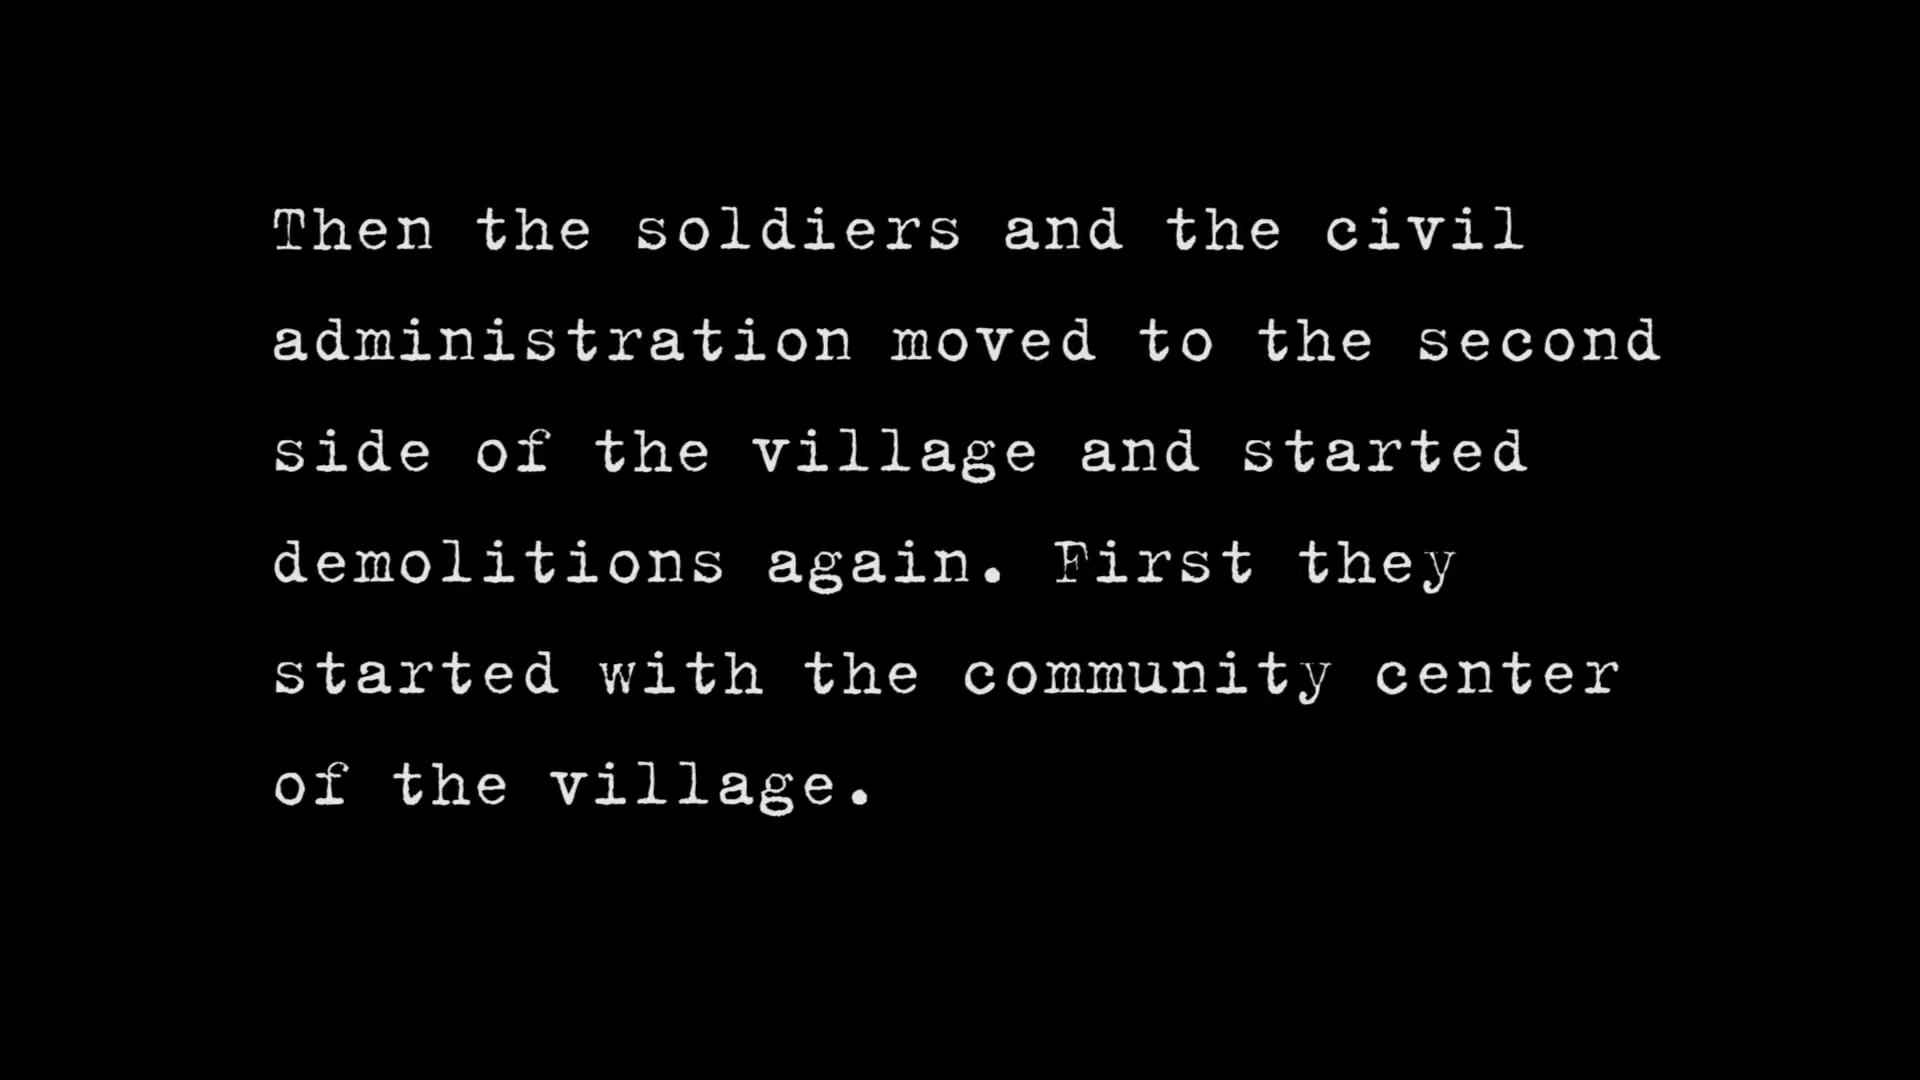 Then the soldiers and the civil
administration moved to the second
side of the village and started
demolitions again. First they
started with the community center
of the village.